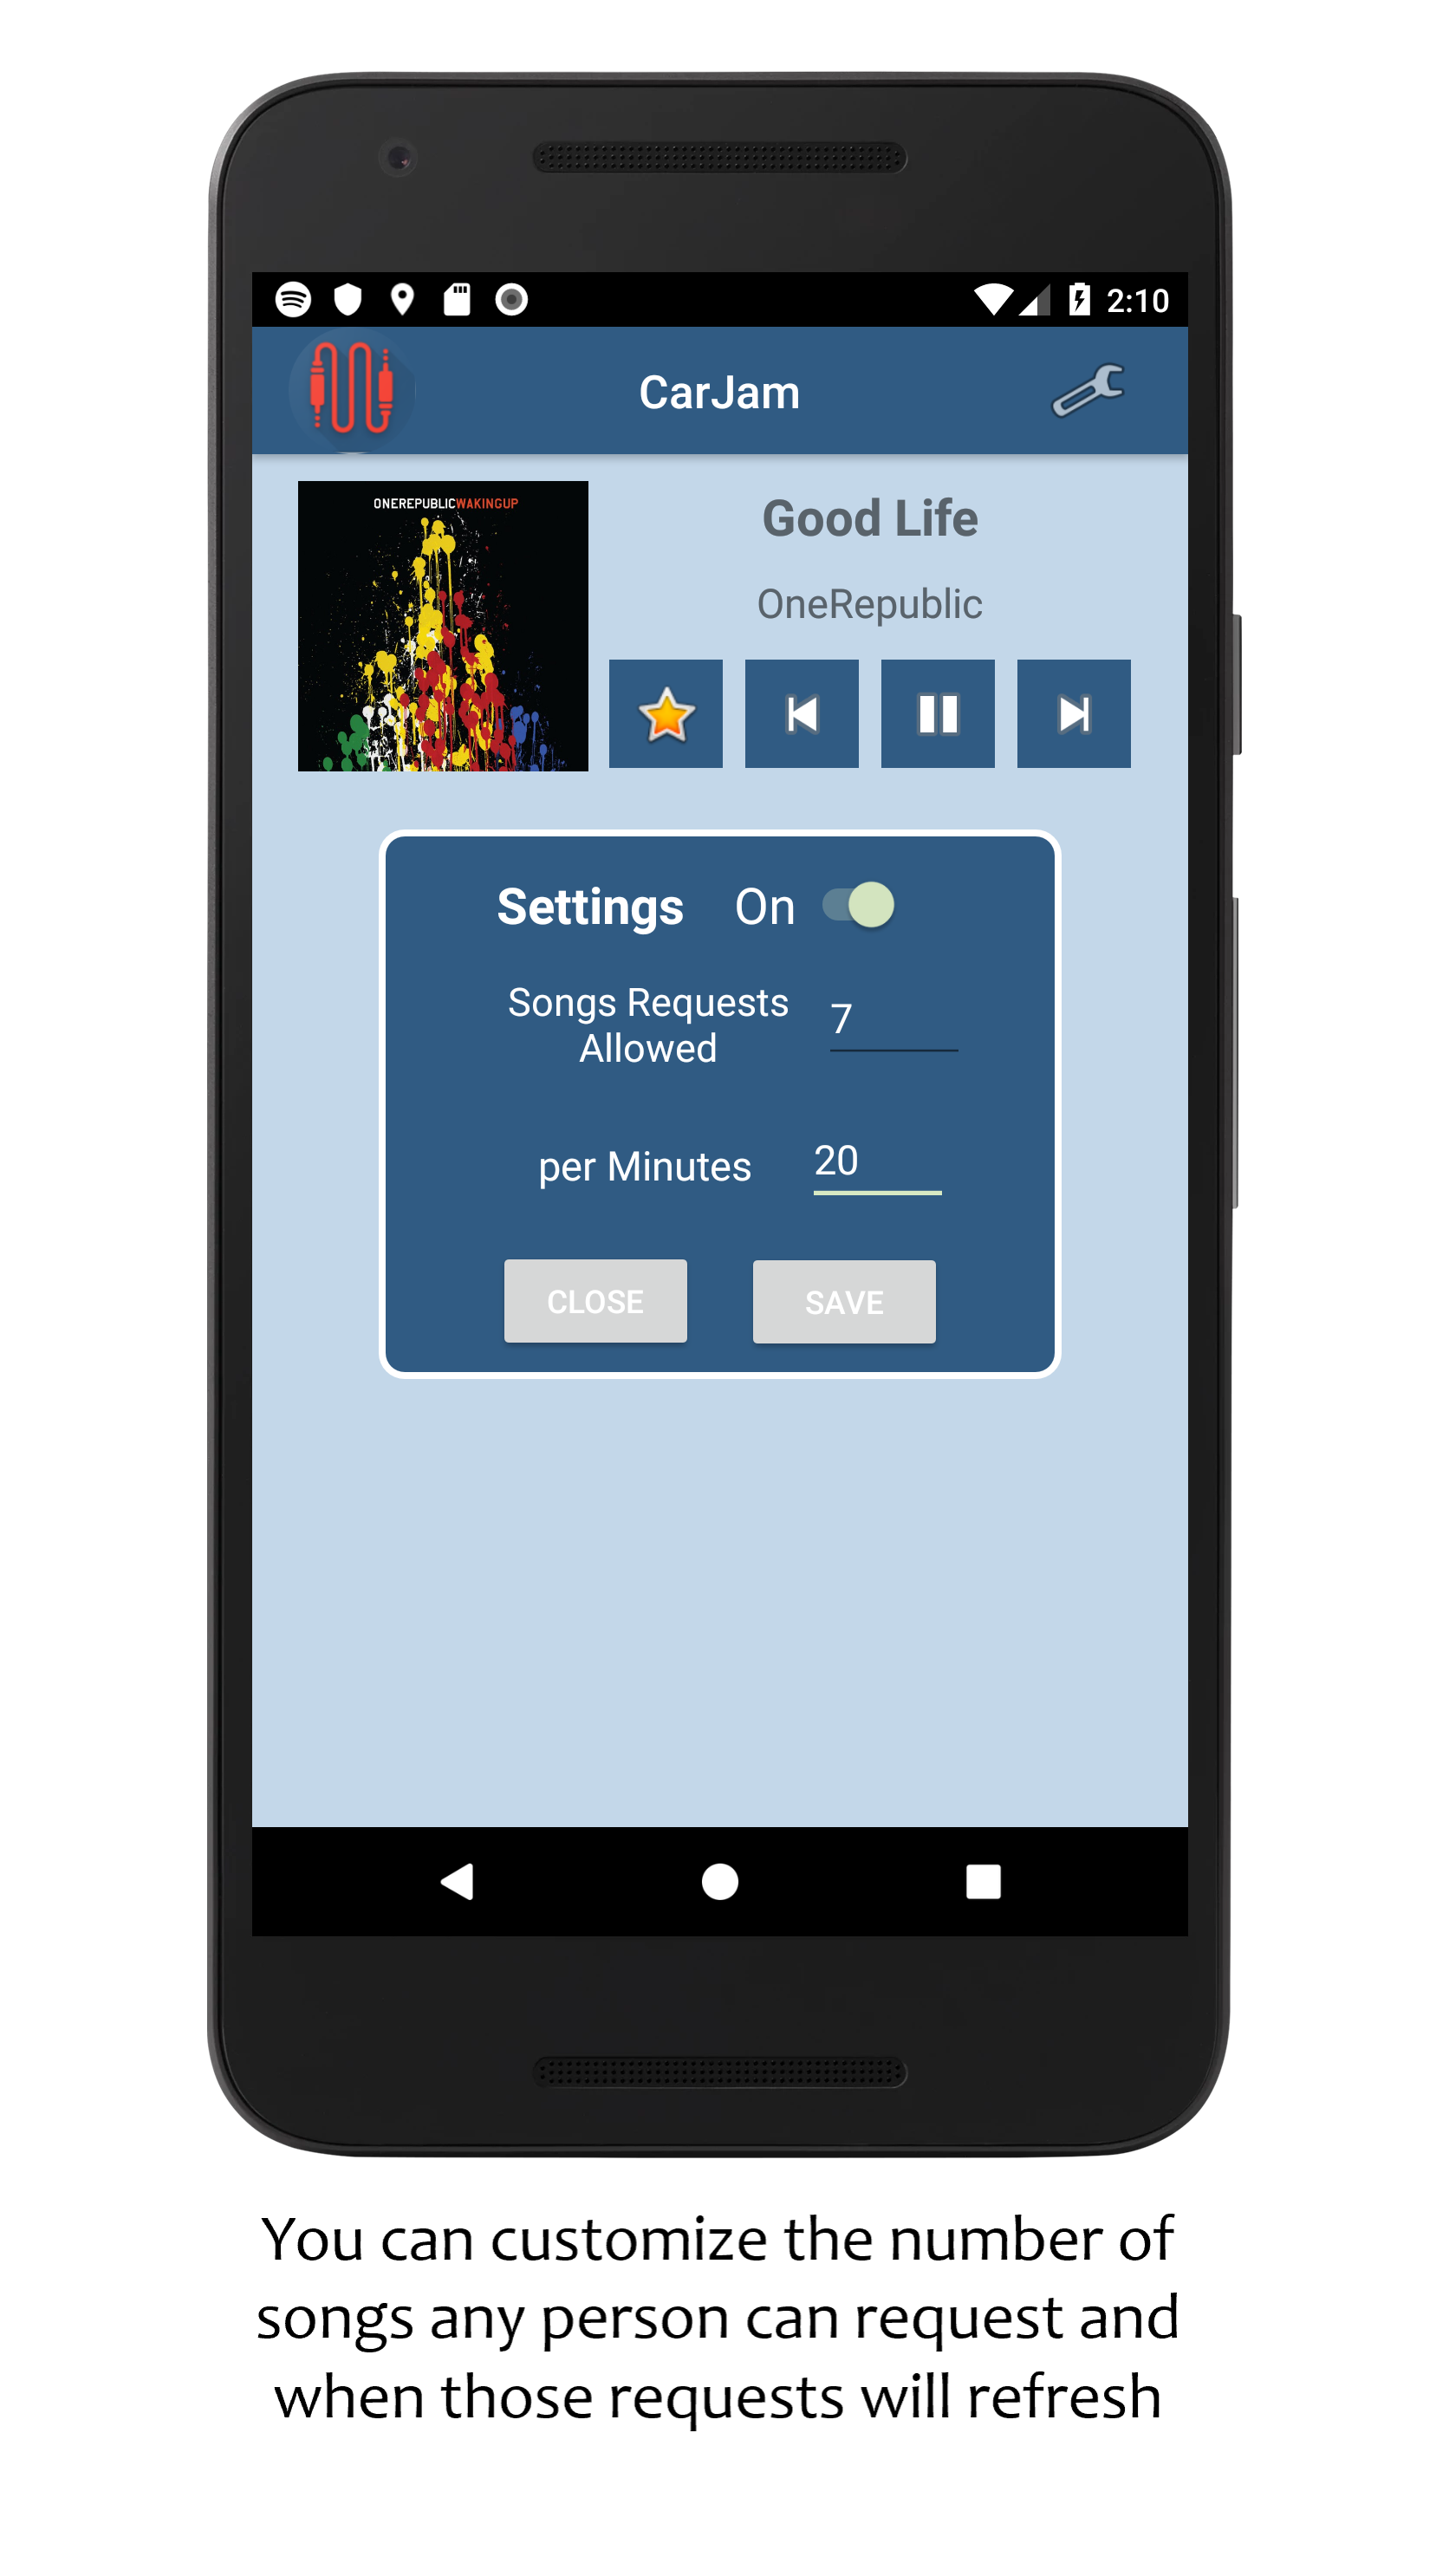 2:10
CarJam
ONEREPUBLICWAKINGUP
Good Life
OneRepublic
Settings On
Songs Requests
Allowed
7
per Minutes 20
CLOSE SAVE
You can customize the number of
songs any person can request and
when those requests will refresh